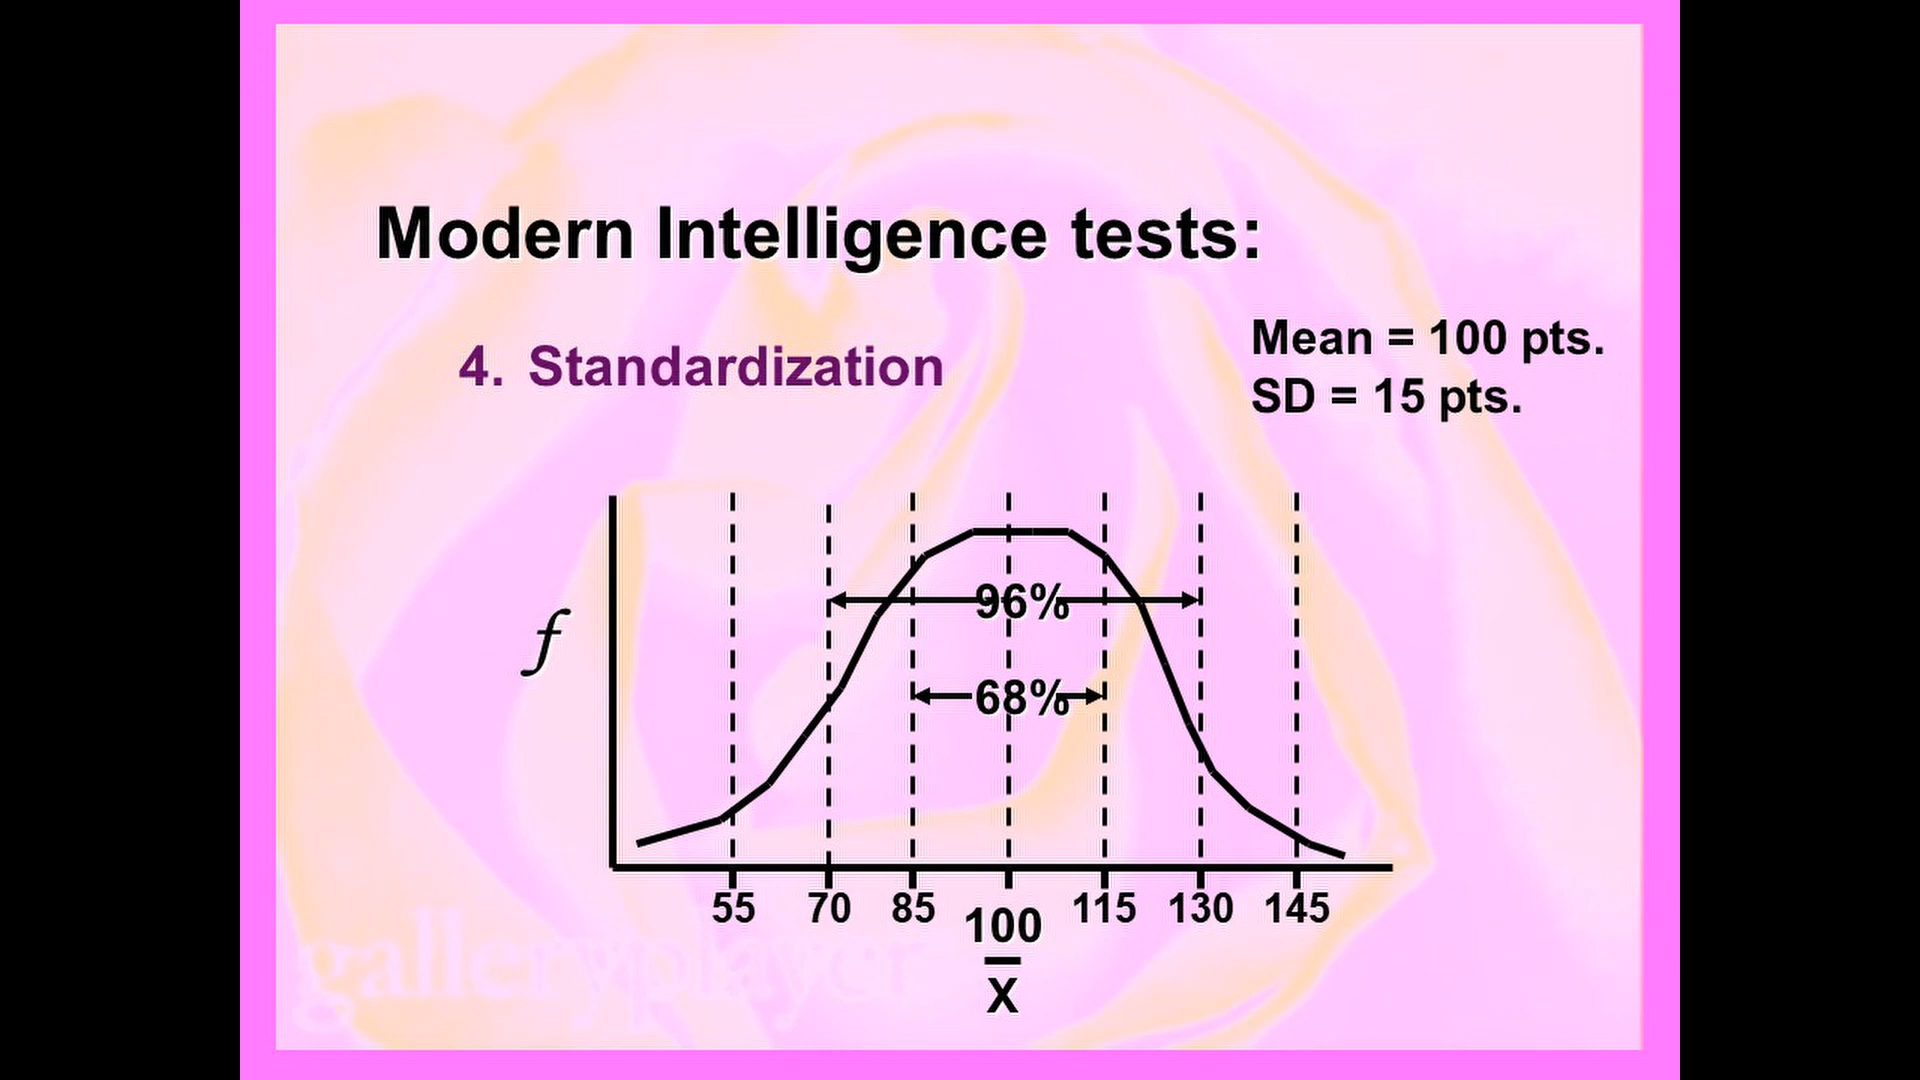 Modern Intelligence tests:
4. Standardization
Mean = 100 pts.
SD = 15 pts.
f
96%
68%
55 70 85 100 115 130 145
X
galleryplayer